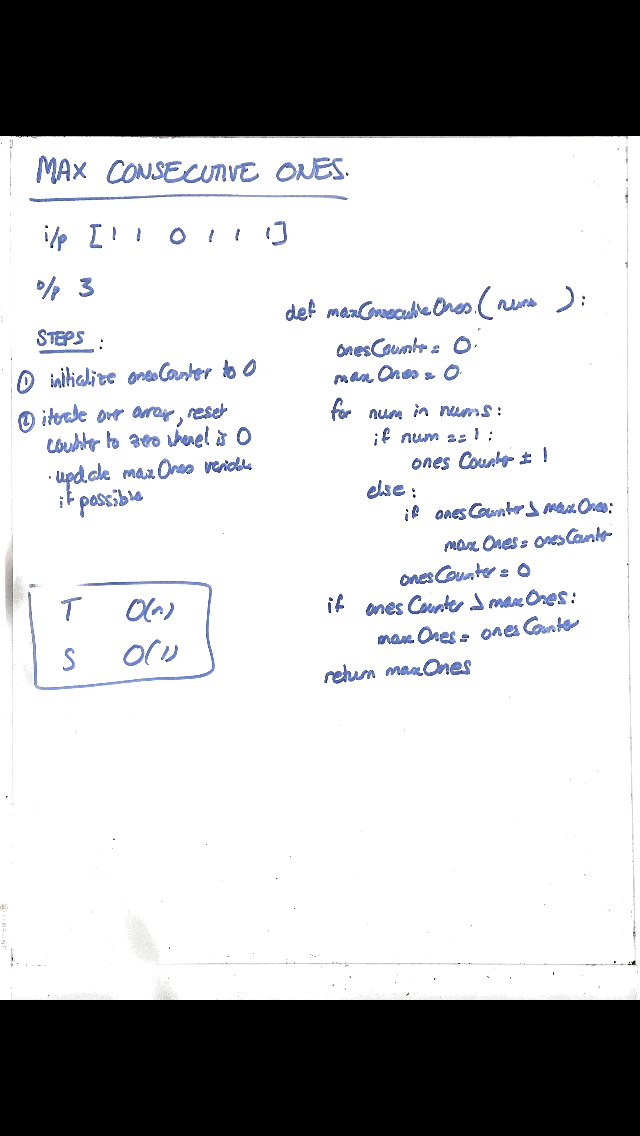 MAX CONSECUTIVE ONES.
i/p [ 1 1 0 1 1 1 ]
o/p 3
STEPS :
① initialize onesCounter to 0
② iterate over array, reset
counter to zero when el is 0
· update maxOnes variable
if possible
T O(n)
S O(1)
def maxConsecutiveOnes (nums ) :
onesCounter = 0
maxOnes = 0
for num in nums :
if num == 1 :
onesCounter += 1
else :
if onesCounter > maxOnes :
maxOnes = onesCounter
onesCounter = 0
if onesCounter > maxOnes :
maxOnes = onesCounter
return maxOnes